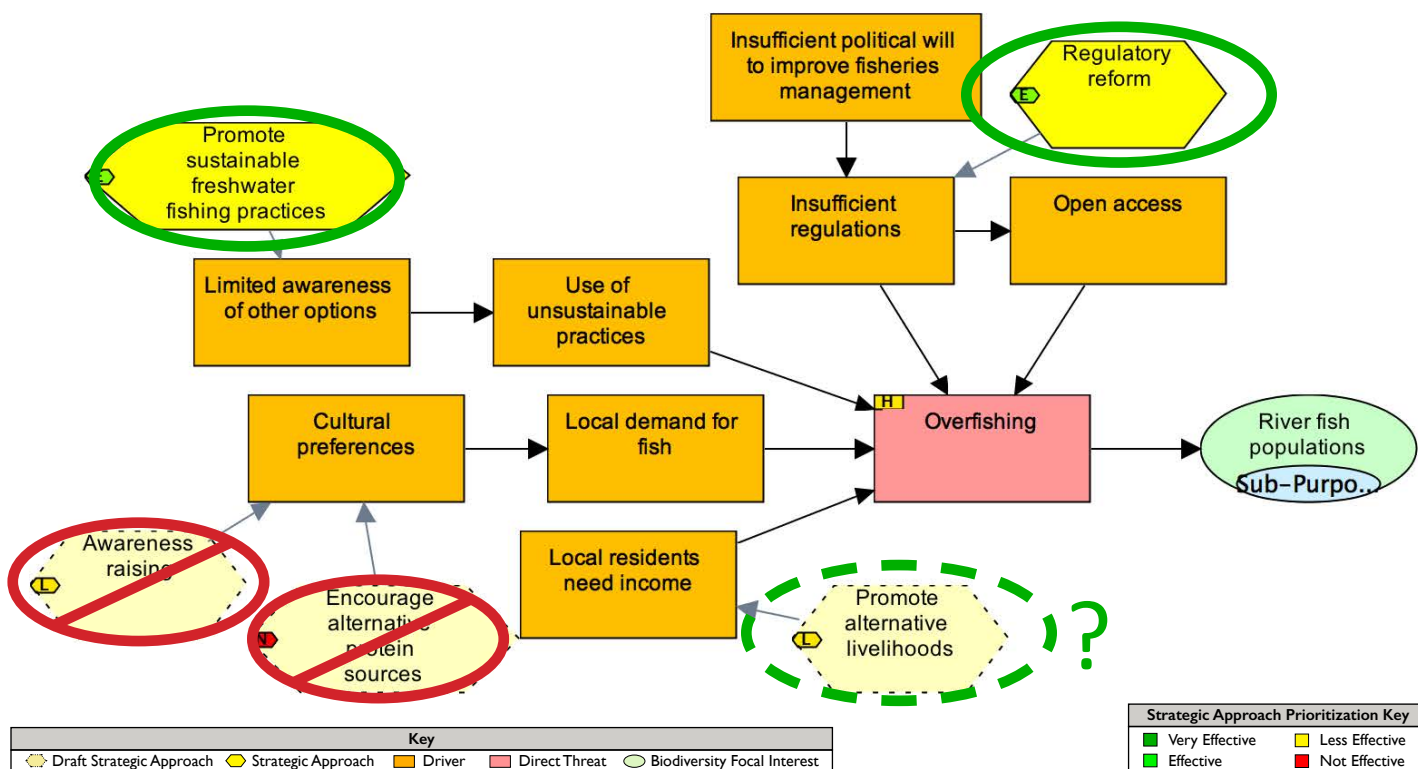 Insufficient political will
to improve fisheries
management
Regulatory
reform
E
Promote
sustainable
freshwater
fishing practices
E
Insufficient
regulations
Open access
Limited awareness
of other options
Use of
unsustainable
practices
H
Overfishing
Cultural
preferences
Local demand for
fish
River fish
populations
Sub-Purpo...
Awareness
raising
L
Encourage
alternative
protein
sources
N
Local residents
need income
Promote
alternative
livelihoods
L
?
Key
Draft Strategic Approach Strategic Approach Driver Direct Threat Biodiversity Focal Interest
Strategic Approach Prioritization Key
Very Effective Less Effective
Effective Not Effective